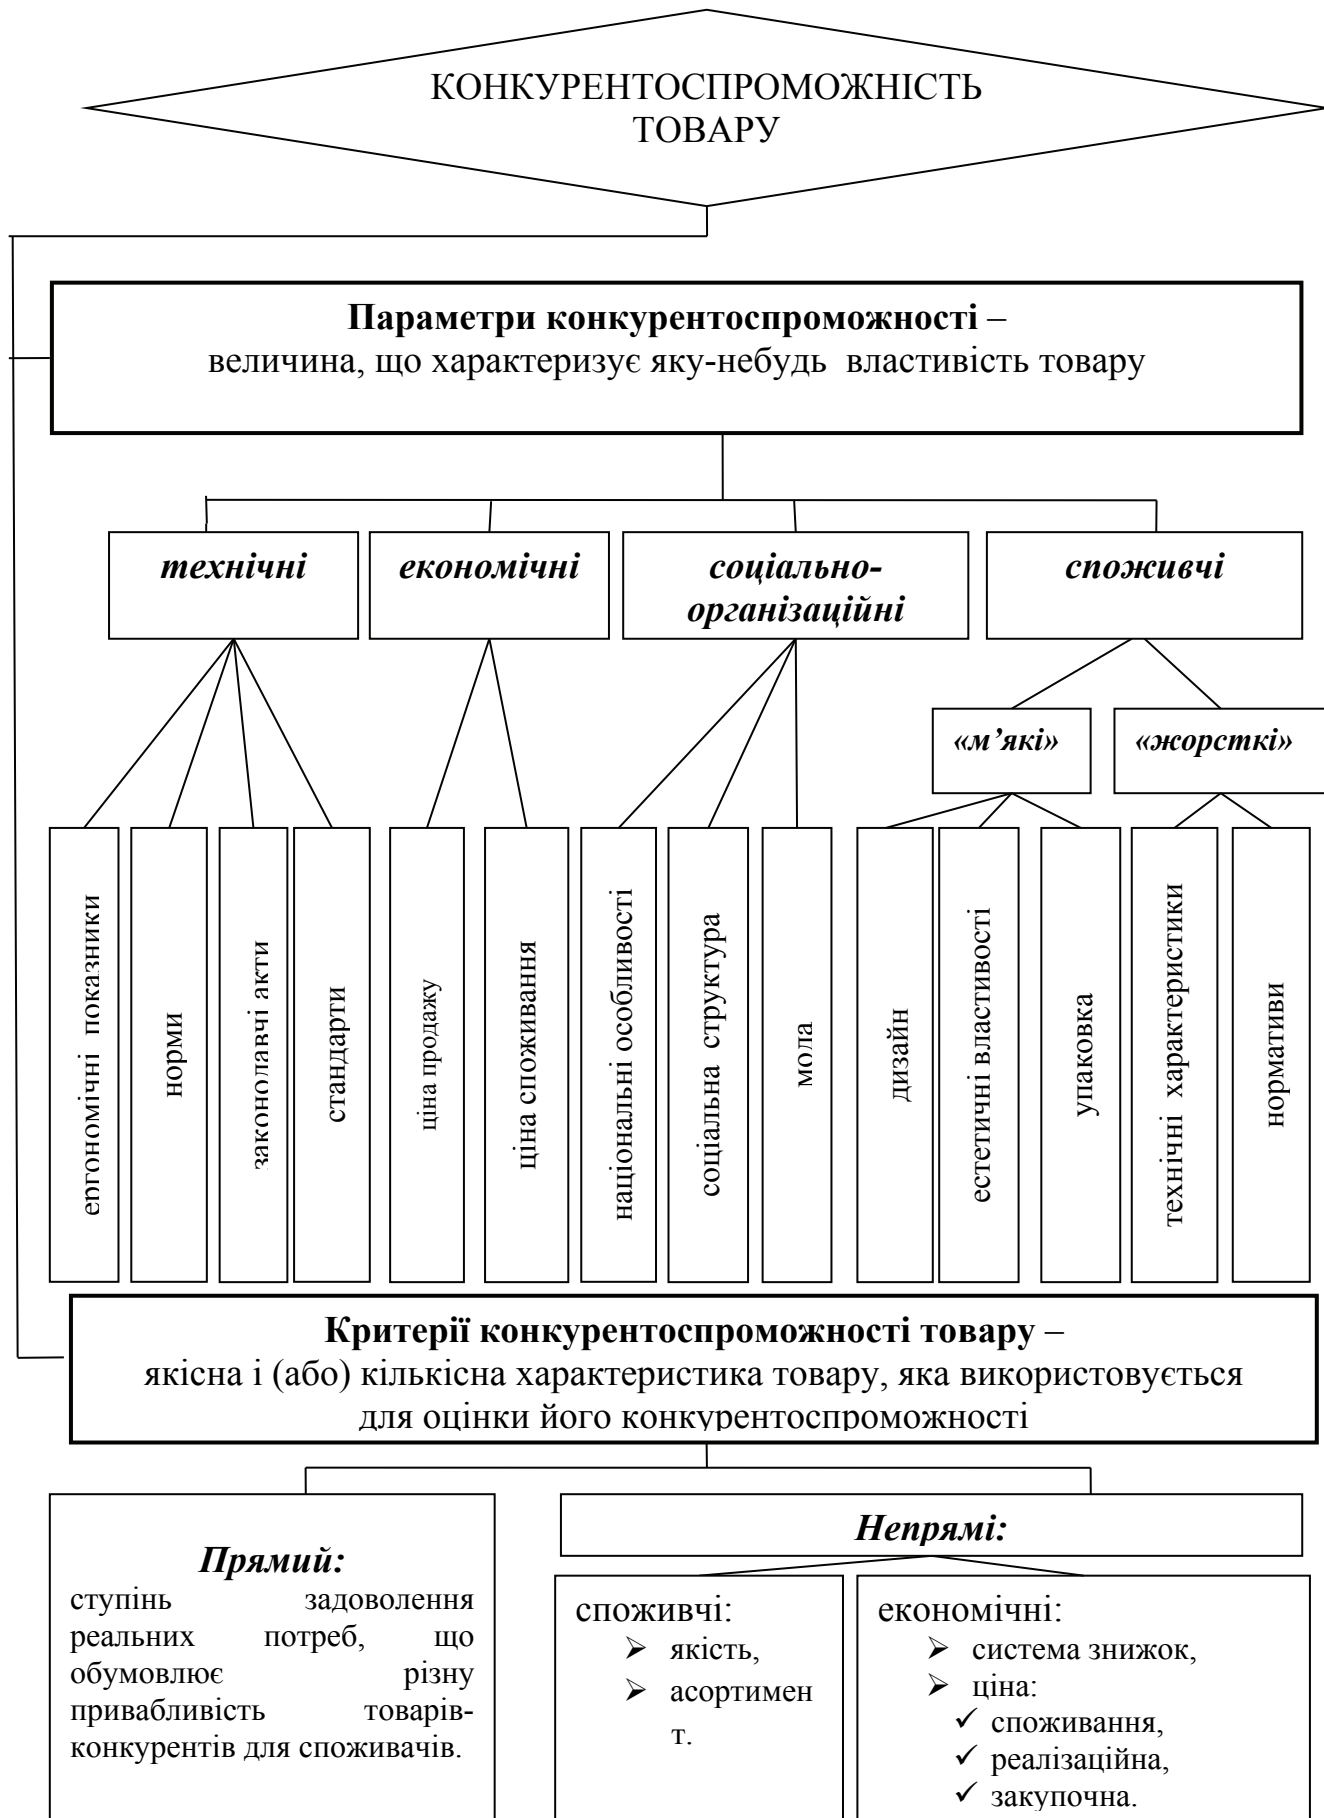 КОНКУРЕНТОСПРОМОЖНІСТЬ
ТОВАРУ
Параметри конкурентоспроможності –
величина, що характеризує яку-небудь властивість товару
технічні
економічні
соціально-
організаційні
споживчі
«м’які»
«жорсткі»
ергономічні показники
норми
законодавчі акти
стандарти
ціна продажу
ціна споживання
національні особливості
соціальна структура
мода
дизайн
естетичні властивості
упаковка
технічні характеристики
нормативи
Критерії конкурентоспроможності товару –
якісна і (або) кількісна характеристика товару, яка використовується
для оцінки його конкурентоспроможності
Прямий:
ступінь задоволення
реальних потреб, що
обумовлює різну
привабливість товарів-
конкурентів для споживачів.
Непрямі:
споживчі:
➢ якість,
➢ асортимен
т.
економічні:
➢ система знижок,
➢ ціна:
✓ споживання,
✓ реалізаційна,
✓ закупочна.